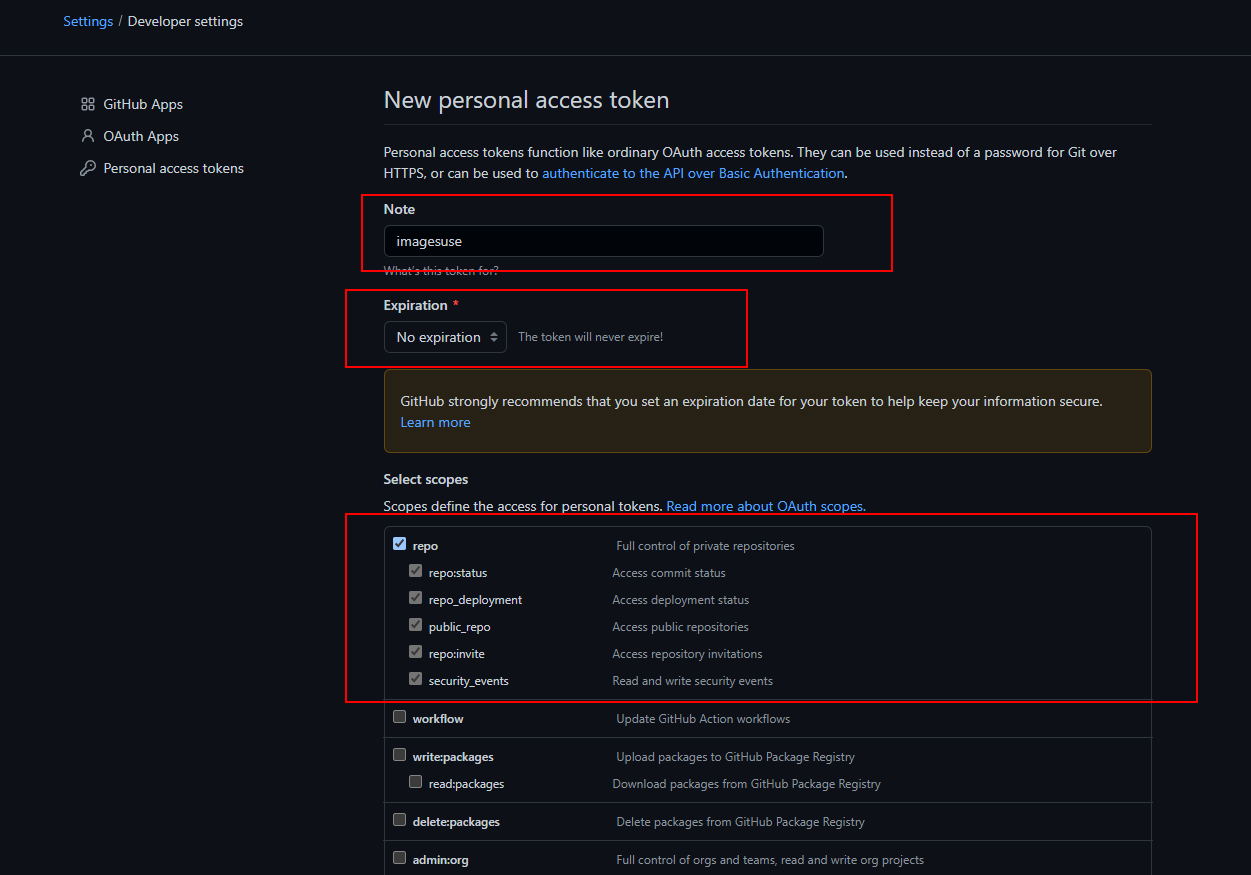 Settings / Developer settings
GitHub Apps
OAuth Apps
Personal access tokens
New personal access token
Personal access tokens function like ordinary OAuth access tokens. They can be used instead of a password for Git over
HTTPS, or can be used to authenticate to the API over Basic Authentication.
Note
imagesuse
What's this token for?
Expiration *
No expiration The token will never expire!
GitHub strongly recommends that you set an expiration date for your token to help keep your information secure.
Learn more
Select scopes
Scopes define the access for personal tokens. Read more about OAuth scopes.
repo Full control of private repositories
repo:status Access commit status
repo_deployment Access deployment status
public_repo Access public repositories
repo:invite Access repository invitations
security_events Read and write security events
workflow Update GitHub Action workflows
write:packages Upload packages to GitHub Package Registry
read:packages Download packages from GitHub Package Registry
delete:packages Delete packages from GitHub Package Registry
admin:org Full control of orgs and teams, read and write org projects